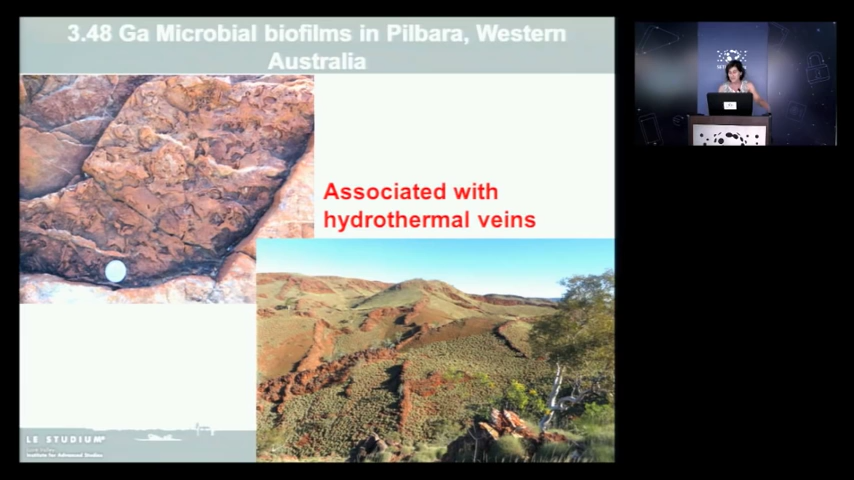 3.48 Ga Microbial biofilms in Pilbara, Western
Australia
Associated with
hydrothermal veins
LE STUDIUM
Institute for Advanced Studies